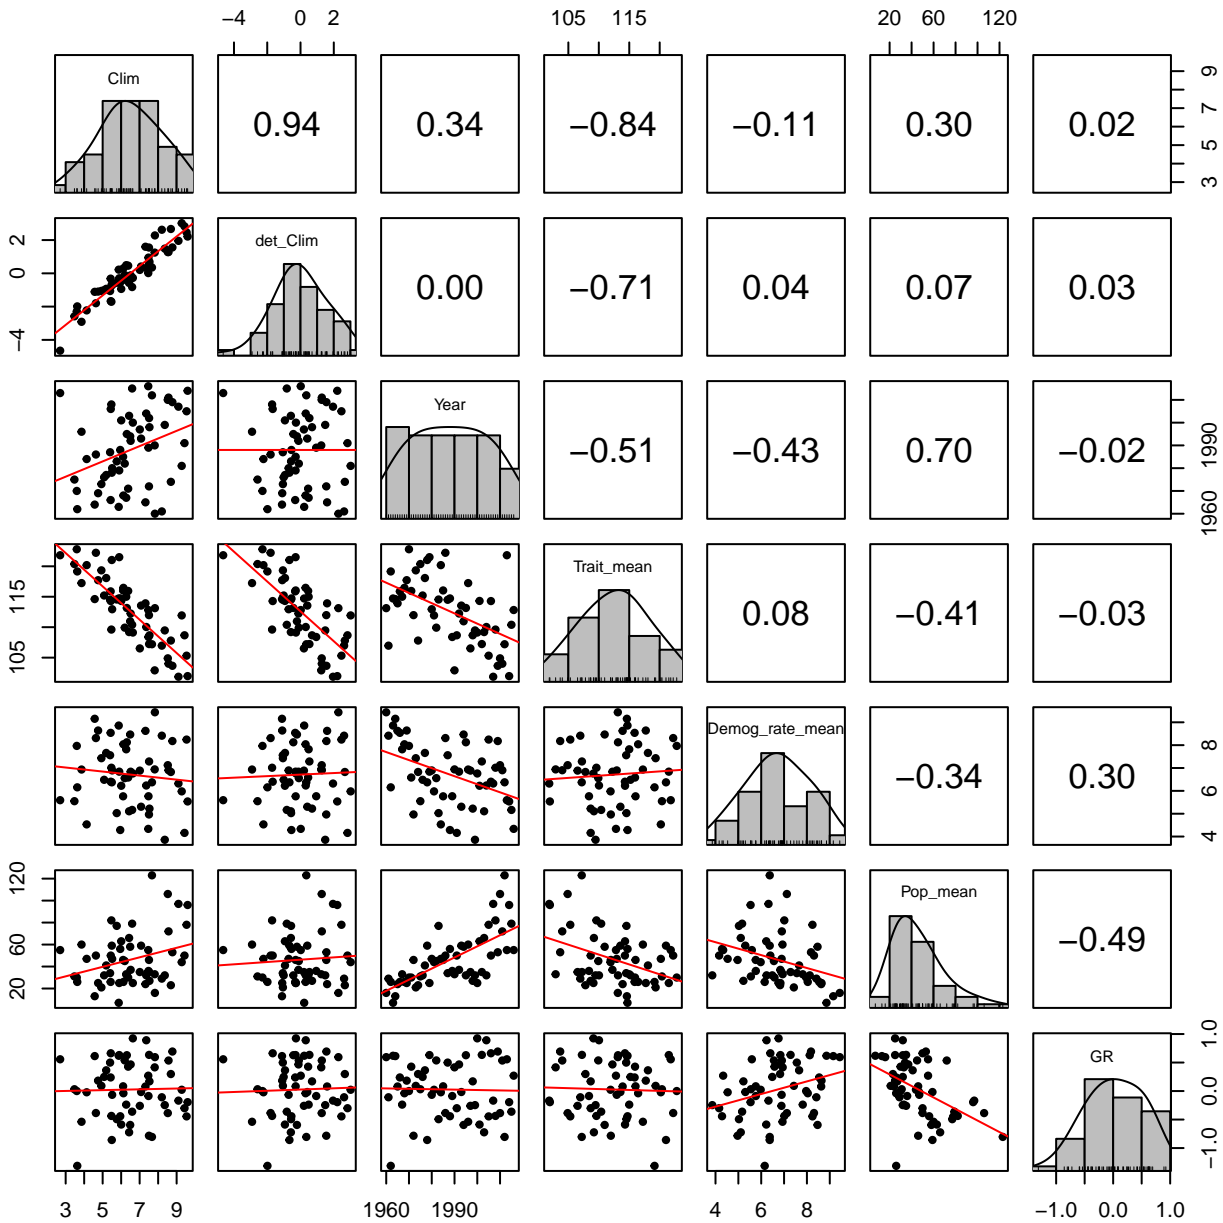 −4 0 2 105 115 20 60 120
Clim 0.94 0.34 −0.84 −0.11 0.30 0.02 3 5 7 9
−4 0 2 det_Clim 0.00 −0.71 0.04 0.07 0.03
Year −0.51 −0.43 0.70 −0.02 1960 1990
105 115 Trait_mean 0.08 −0.41 −0.03
Demog_rate_mean −0.34 0.30 4 6 8
20 60 120 Pop_mean −0.49
GR −1.0 0.0 1.0
3 5 7 9 1960 1990 4 6 8 −1.0 0.0 1.0